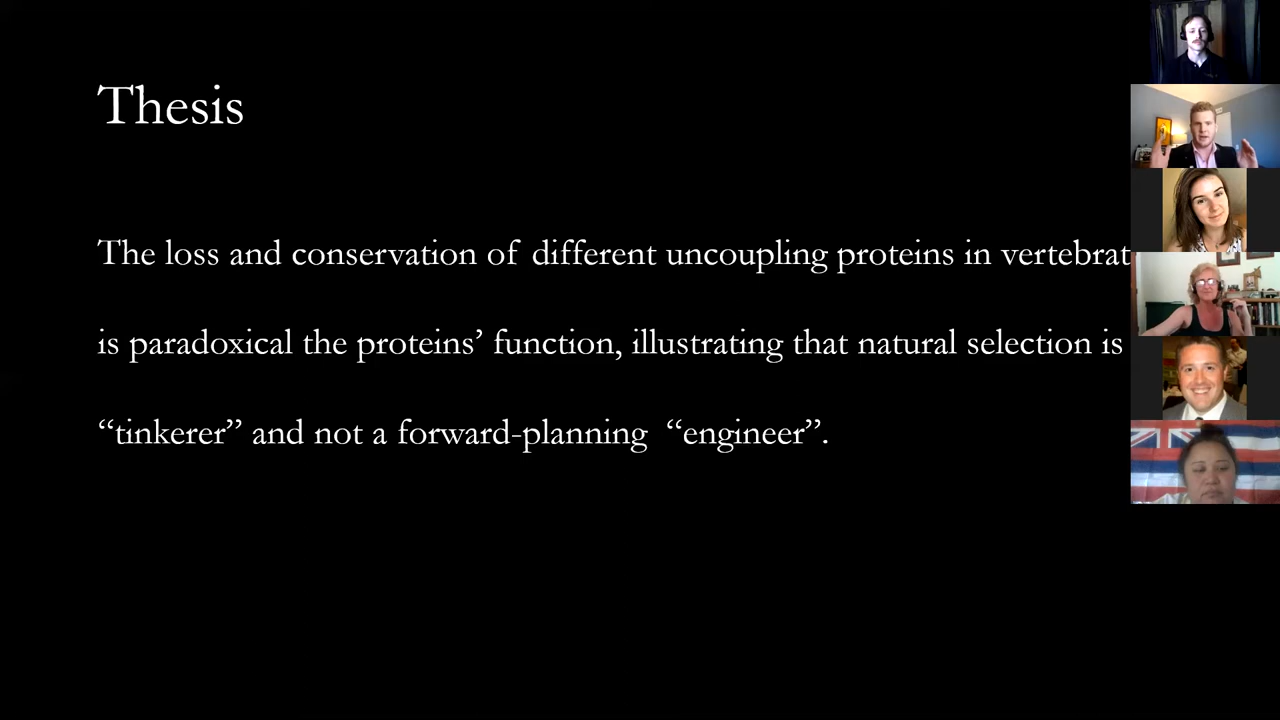 Thesis
The loss and conservation of different uncoupling proteins in vertebrat
is paradoxical the proteins’ function, illustrating that natural selection is
“tinkerer” and not a forward-planning “engineer”.